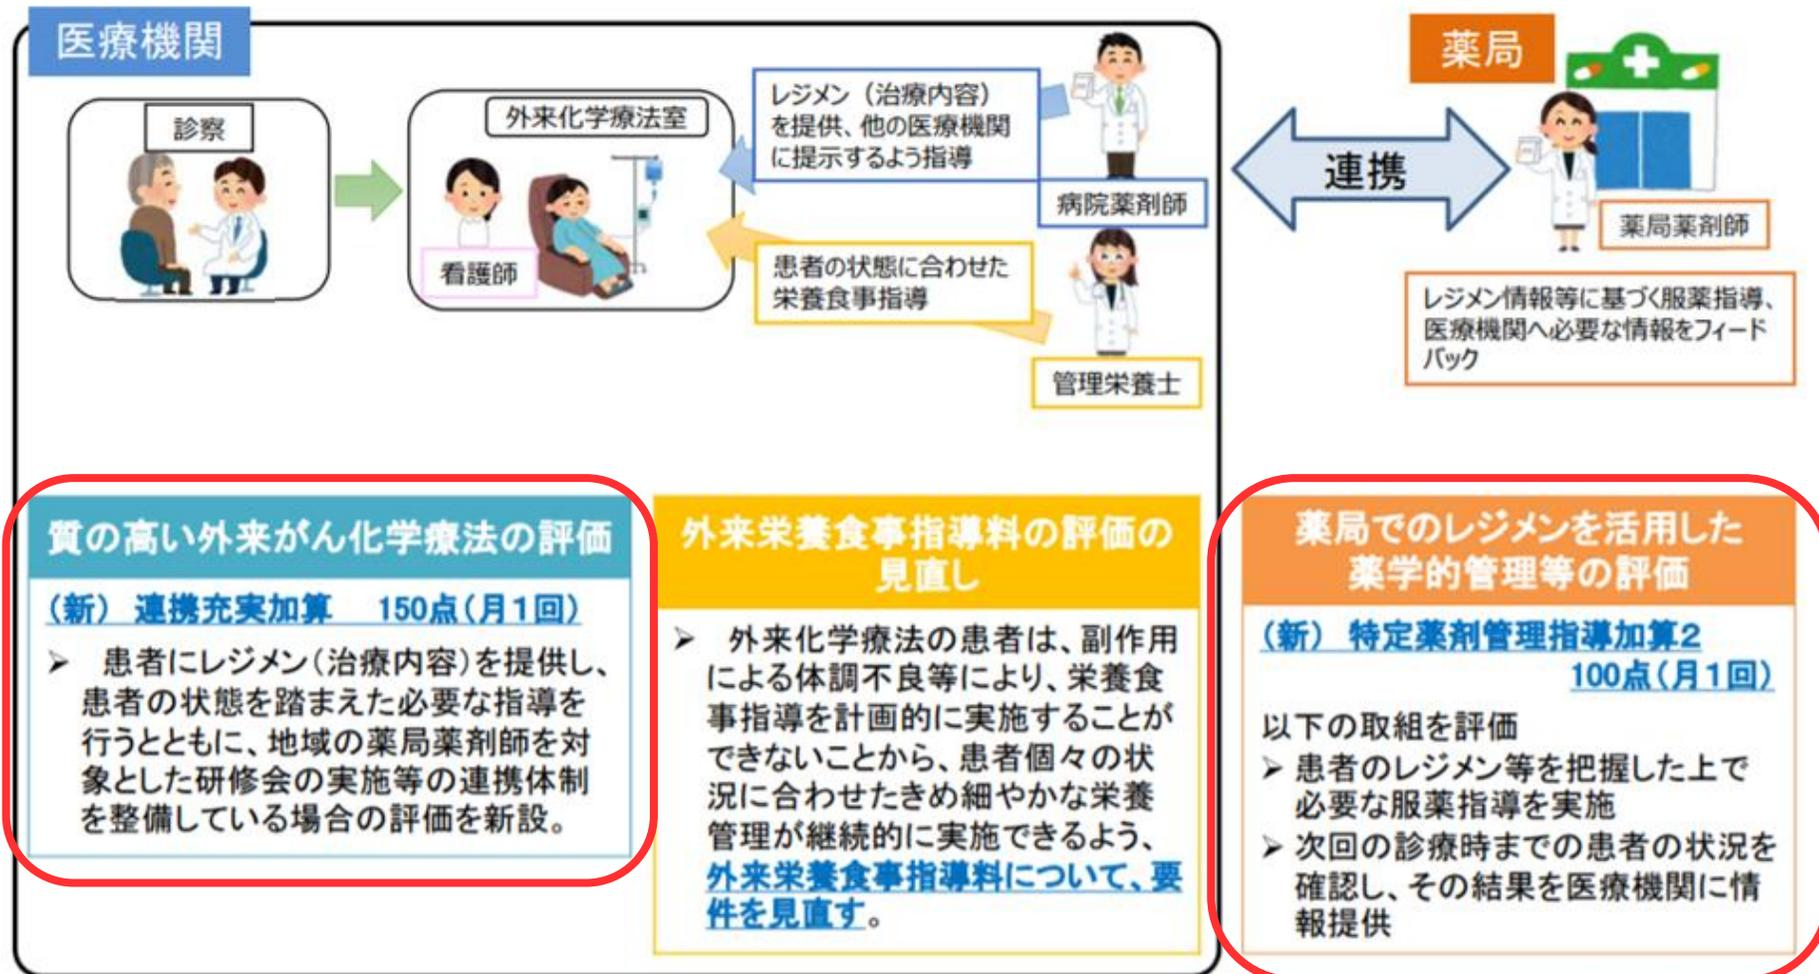 医療機関
診察
外来化学療法室
看護師
レジメン（治療内容）
を提供、他の医療機関
に提示するよう指導
病院薬剤師
患者の状態に合わせた
栄養食事指導
管理栄養士
連携
薬局
薬局薬剤師
レジメン情報等に基づく服薬指導、
医療機関へ必要な情報をフィード
バック
質の高い外来がん化学療法の評価
（新） 連携充実加算　150点（月１回）
➢ 患者にレジメン（治療内容）を提供し、
患者の状態を踏まえた必要な指導を
行うとともに、地域の薬局薬剤師を対
象とした研修会の実施等の連携体制
を整備している場合の評価を新設。
外来栄養食事指導料の評価の
見直し
➢ 外来化学療法の患者は、副作用
による体調不良等により、栄養食
事指導を計画的に実施することが
できないことから、患者個々の状
況に合わせたきめ細やかな栄養
管理が継続的に実施できるよう、
外来栄養食事指導料について、要
件を見直す。
薬局でのレジメンを活用した
薬学的管理等の評価
（新） 特定薬剤管理指導加算２
100点（月１回）
以下の取組を評価
➢ 患者のレジメン等を把握した上で
必要な服薬指導を実施
➢ 次回の診療時までの患者の状況を
確認し、その結果を医療機関に情
報提供